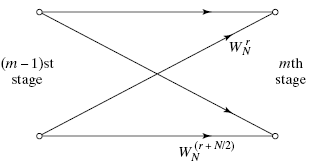 W_N^r
(m – 1)st
stage
mth
stage
W_N^(r + N/2)